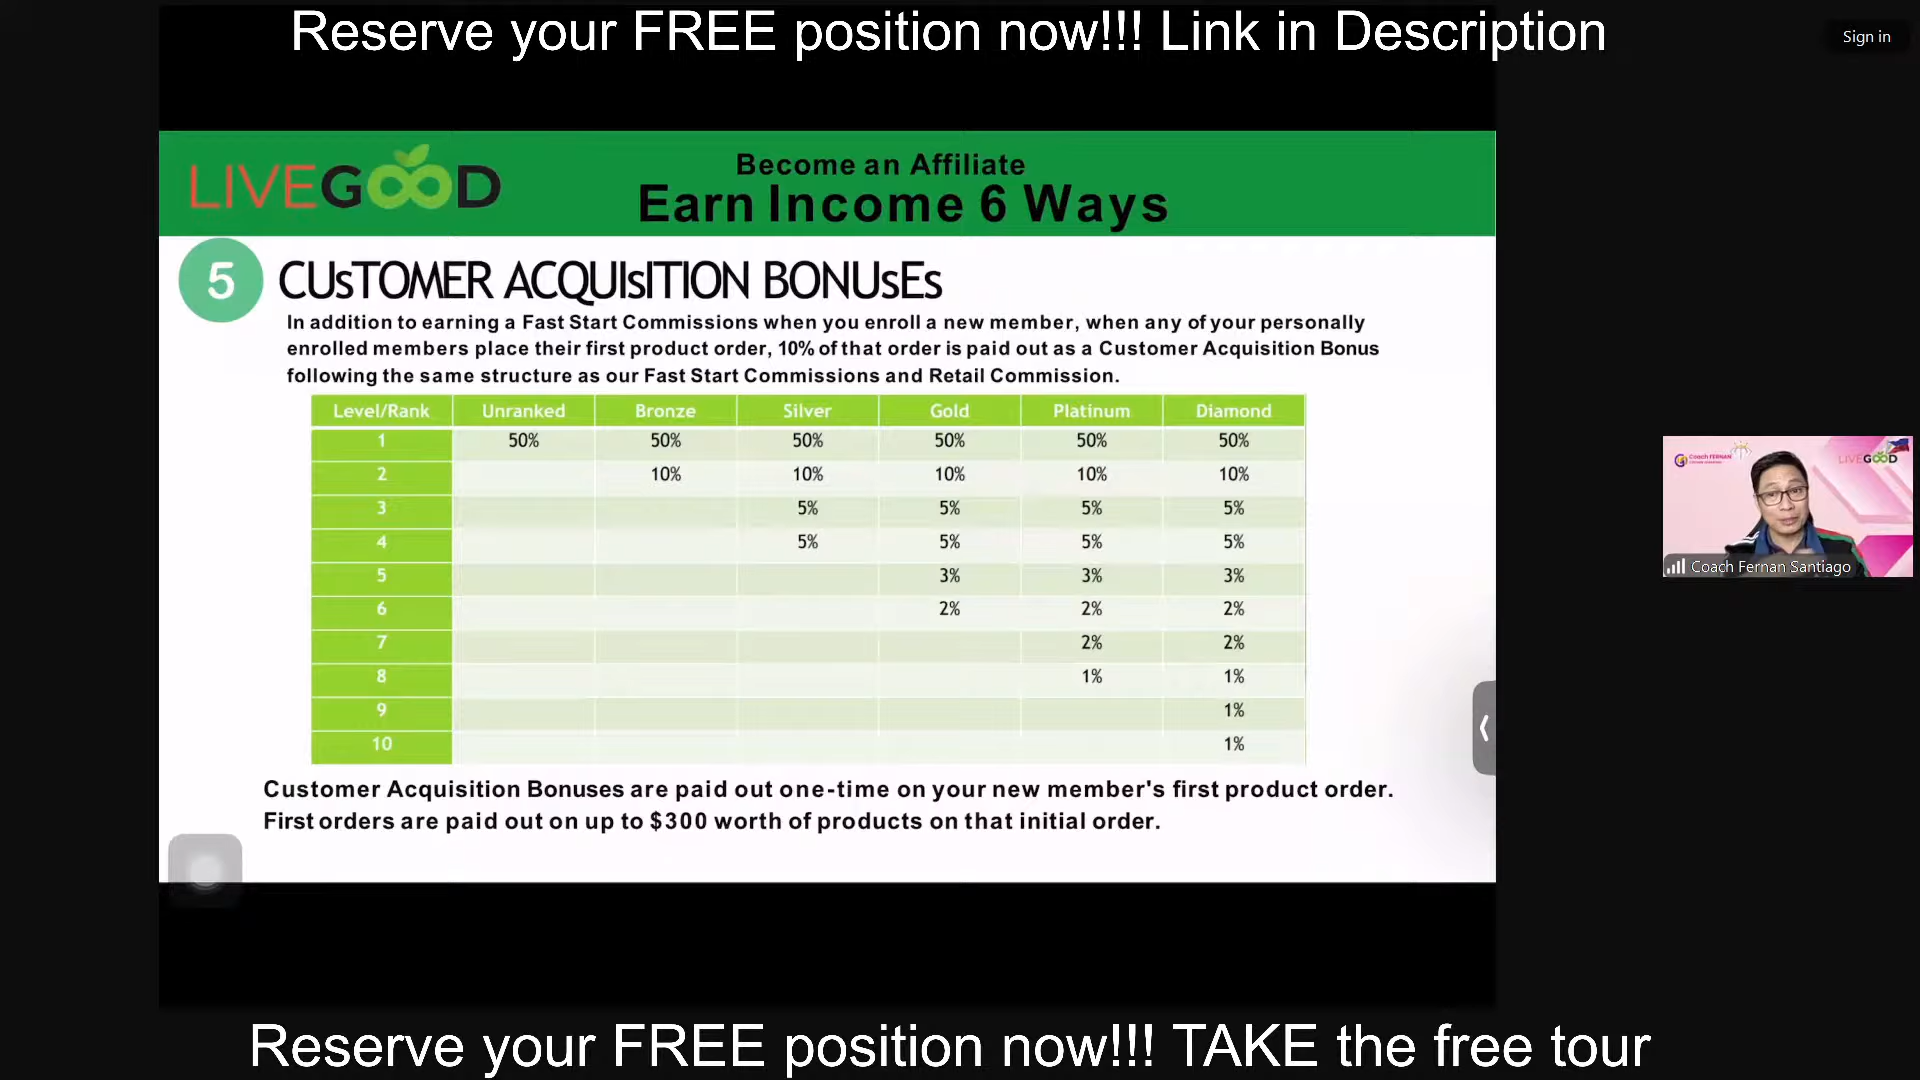 Reserve your FREE position now!!! Link in Description
Sign in
LIVEGOOD
Become an Affiliate
Earn Income 6 Ways
5 CUsTOMER ACQUIsITION BONUsEs
In addition to earning a Fast Start Commissions when you enroll a new member, when any of your personally
enrolled members place their first product order, 10% of that order is paid out as a Customer Acquisition Bonus
following the same structure as our Fast Start Commissions and Retail Commission.
Level/Rank Unranked Bronze Silver Gold Platinum Diamond
1 50% 50% 50% 50% 50% 50%
2 10% 10% 10% 10% 10%
3 5% 5% 5% 5%
4 5% 5% 5% 5%
5 3% 3% 3%
6 2% 2% 2%
7 2% 2%
8 1% 1%
9 1%
10 1%
Customer Acquisition Bonuses are paid out one-time on your new member's first product order.
First orders are paid out on up to $300 worth of products on that initial order.
Coach FERNAN
LIVEGOOD
Coach Fernan Santiago
Reserve your FREE position now!!! TAKE the free tour